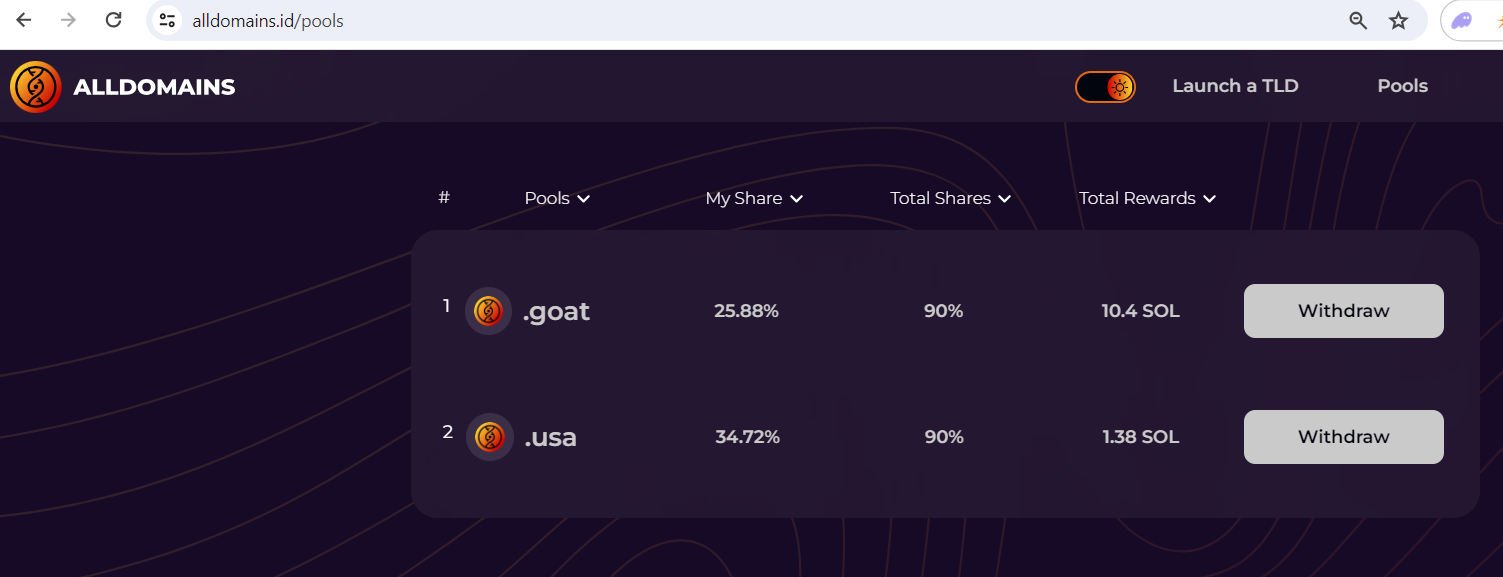 alldomains.id/pools
ALLDOMAINS Launch a TLD Pools
# Pools My Share Total Shares Total Rewards
1 .goat 25.88% 90% 10.4 SOL Withdraw
2 .usa 34.72% 90% 1.38 SOL Withdraw